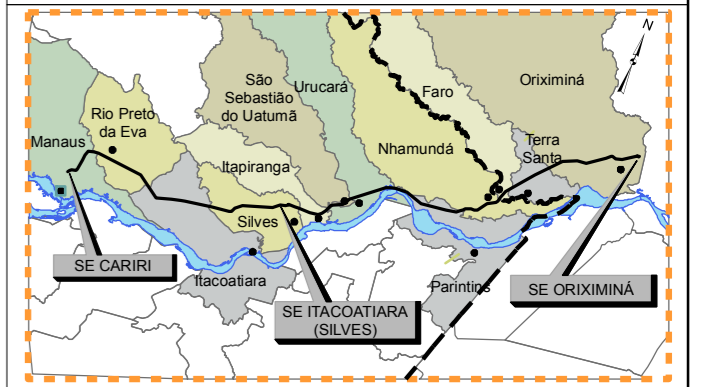 N
São
Sebastião
do Uatumã
Urucará
Faro
Oriximiná
Rio Preto
da Eva
Manaus
Nhamundá
Terra
Santa
Itapiranga
Silves
SE CARIRI
Itacoatiara
SE ITACOATIARA
(SILVES)
Parintins
SE ORIXIMINÁ